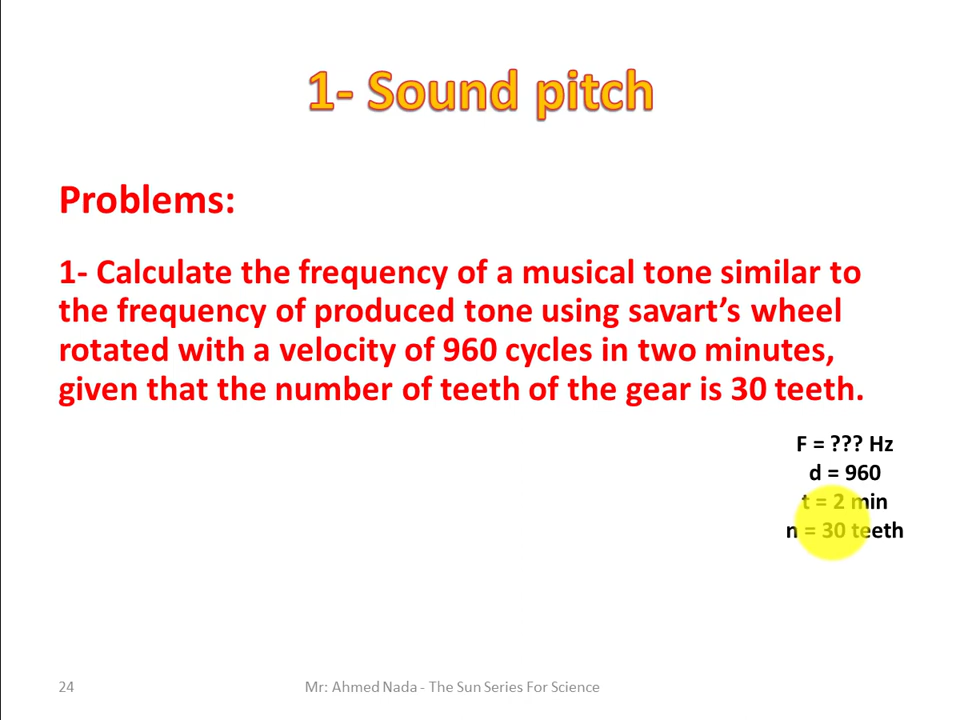 1- Sound pitch
Problems:
1- Calculate the frequency of a musical tone similar to
the frequency of produced tone using savart’s wheel
rotated with a velocity of 960 cycles in two minutes,
given that the number of teeth of the gear is 30 teeth.
F = ??? Hz
d = 960
t = 2 min
n = 30 teeth
24
Mr: Ahmed Nada - The Sun Series For Science